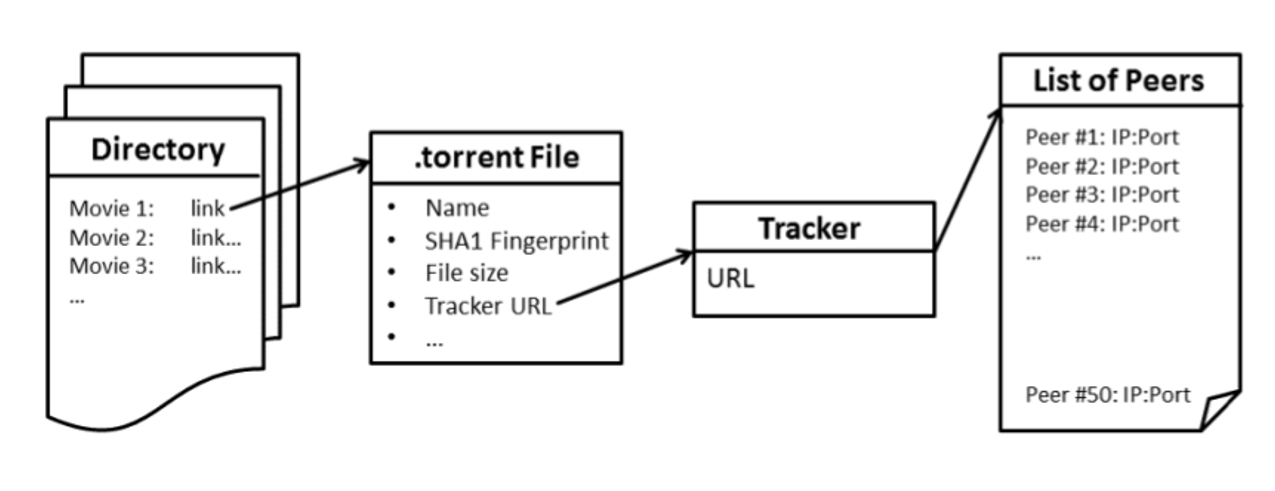 Directory
Movie 1: link
Movie 2: link...
Movie 3: link...
...
.torrent File
• Name
• SHA1 Fingerprint
• File size
• Tracker URL
• ...
Tracker
URL
List of Peers
Peer #1: IP:Port
Peer #2: IP:Port
Peer #3: IP:Port
Peer #4: IP:Port
...
Peer #50: IP:Port